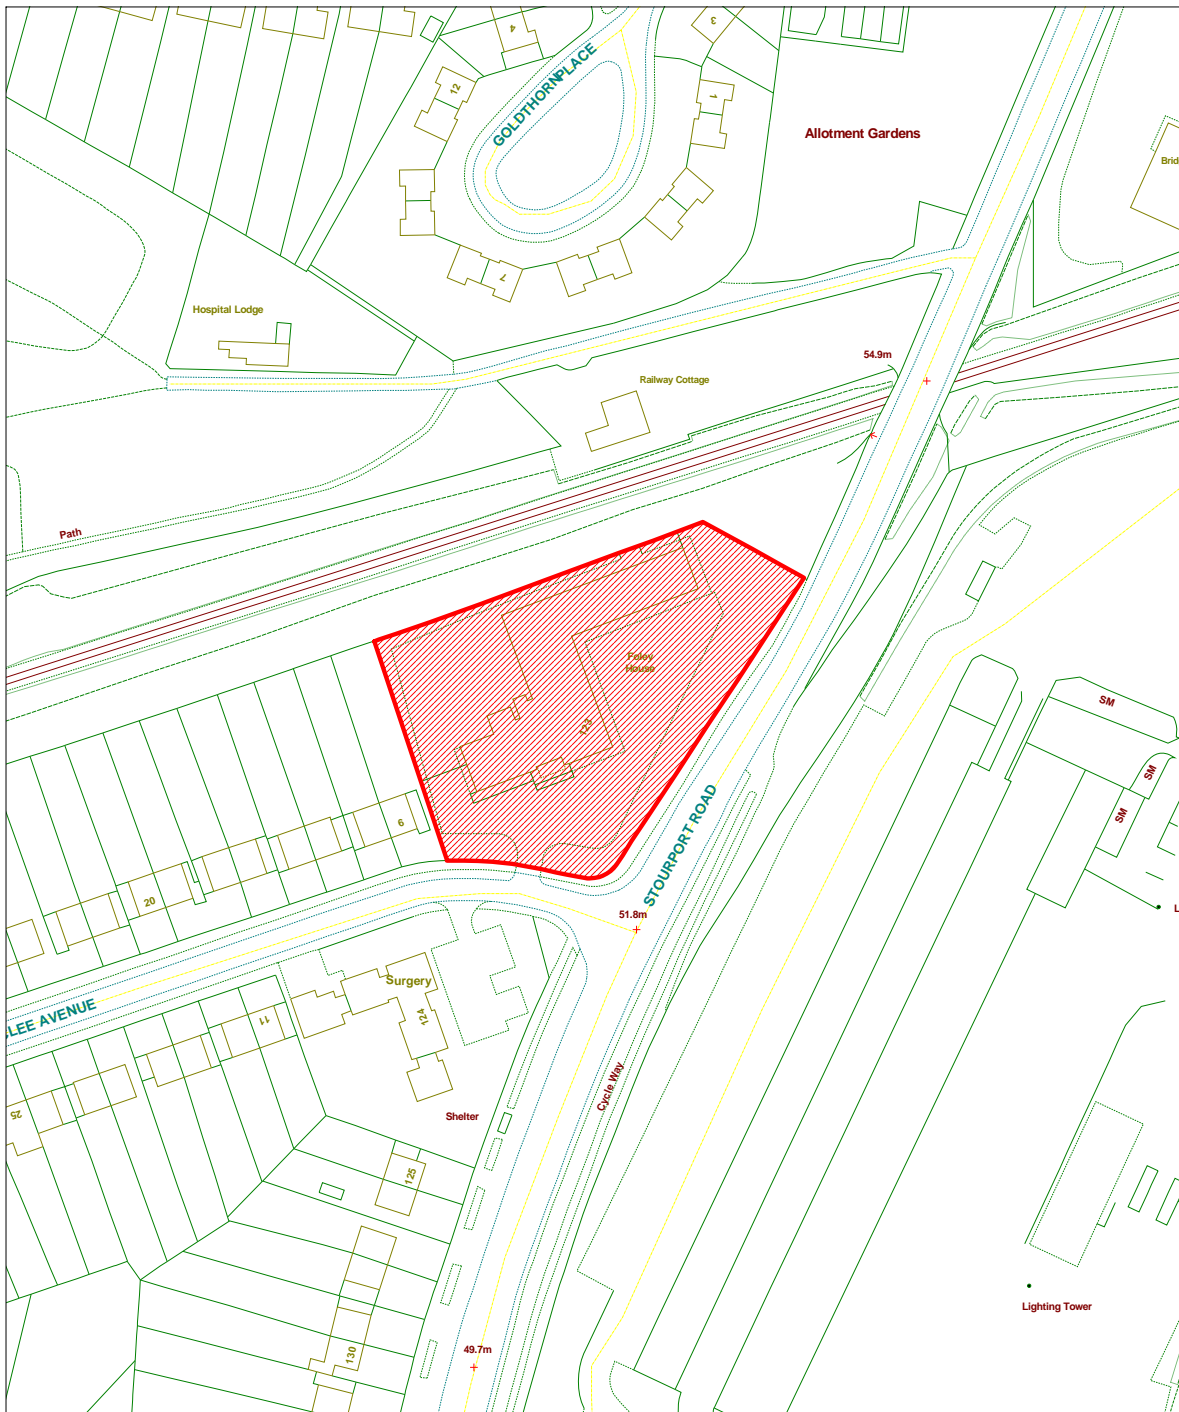 4
3
12
GOLDTHORN PLACE
1
Allotment Gardens
Brid
7
Hospital Lodge
54.9m
Railway Cottage
Path
Foley
House
123
SM
SM
SM
6
STOURPORT ROAD
20
51.8m
L
Surgery
LEE AVENUE
11
124
Cycle Way
25
Shelter
125
Lighting Tower
130
49.7m